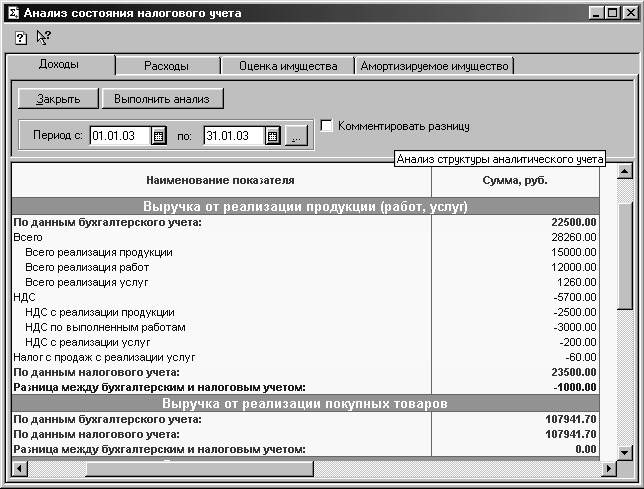 Анализ состояния налогового учета
Доходы Расходы Оценка имущества Амортизируемое имущество
Закрыть Выполнить анализ
Период с: 01.01.03 по: 31.01.03 ... Комментировать разницу
Анализ структуры аналитического учета
Наименование показателя Сумма, руб.
Выручка от реализации продукции (работ, услуг)
По данным бухгалтерского учета: 22500.00
Всего 28260.00
Всего реализация продукции 15000.00
Всего реализация работ 12000.00
Всего реализация услуг 1260.00
НДС -5700.00
НДС с реализации продукции -2500.00
НДС по выполненным работам -3000.00
НДС с реализации услуг -200.00
Налог с продаж с реализации услуг -60.00
По данным налогового учета: 23500.00
Разница между бухгалтерским и налоговым учетом: -1000.00
Выручка от реализации покупных товаров
По данным бухгалтерского учета: 107941.70
По данным налогового учета: 107941.70
Разница между бухгалтерским и налоговым учетом: 0.00